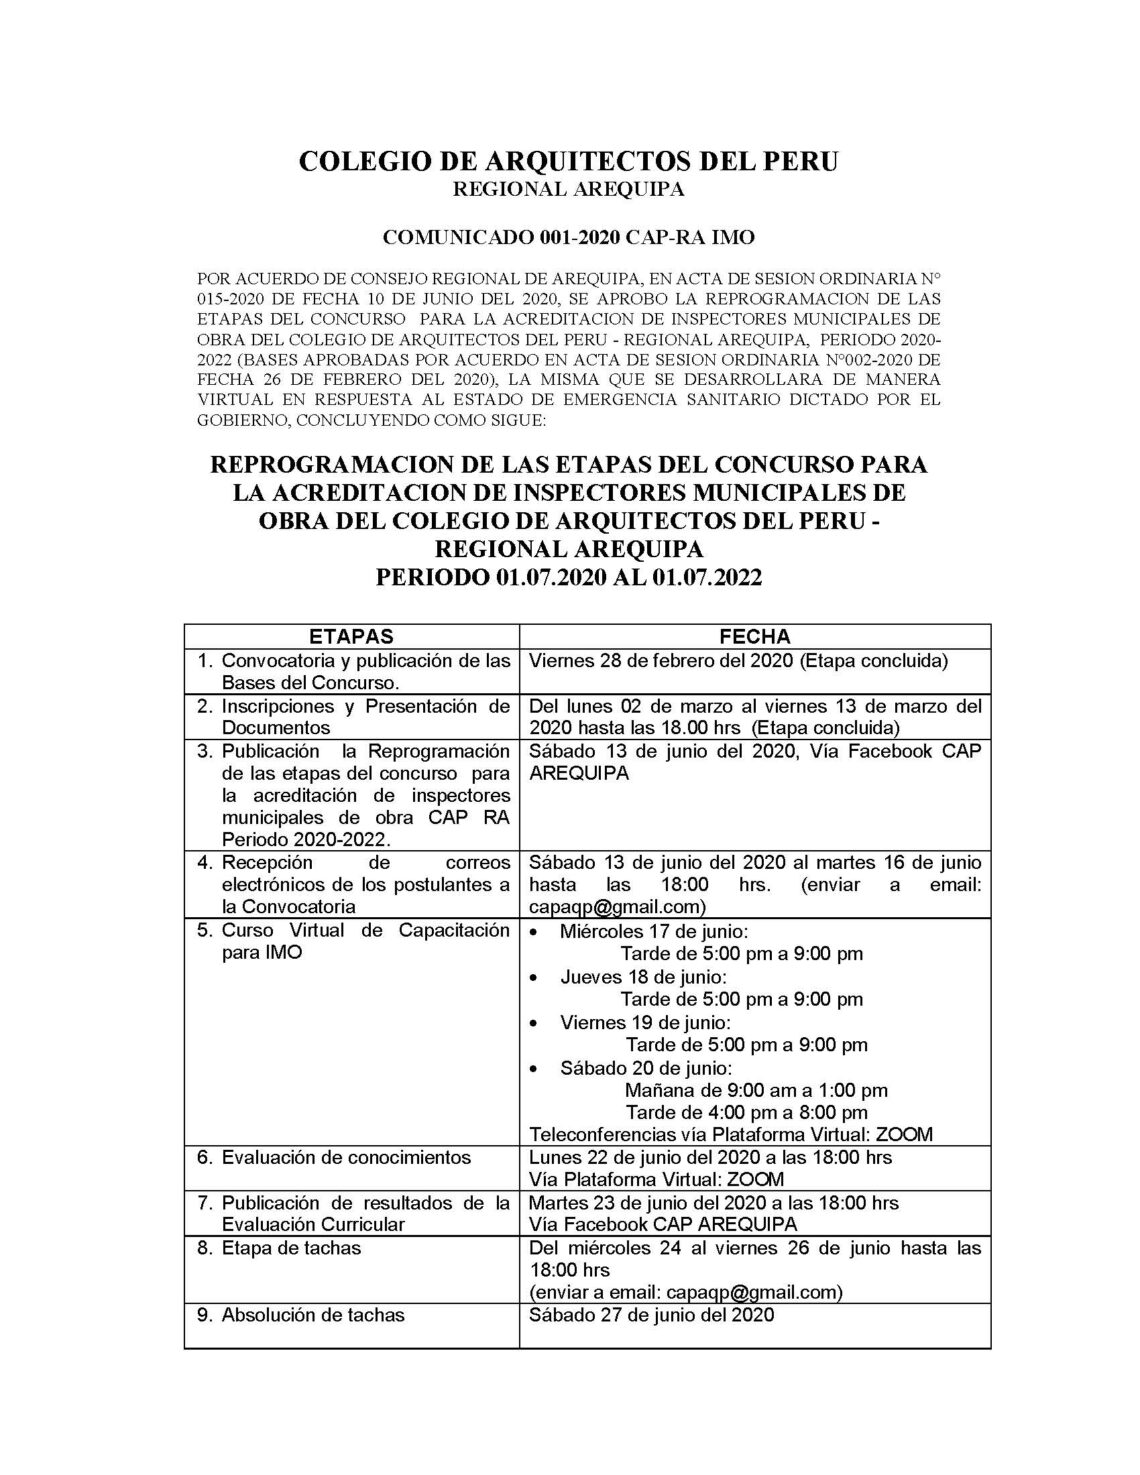 COLEGIO DE ARQUITECTOS DEL PERU
REGIONAL AREQUIPA
COMUNICADO 001-2020 CAP-RA IMO
POR ACUERDO DE CONSEJO REGIONAL DE AREQUIPA, EN ACTA DE SESION ORDINARIA N°
015-2020 DE FECHA 10 DE JUNIO DEL 2020, SE APROBO LA REPROGRAMACION DE LAS
ETAPAS DEL CONCURSO PARA LA ACREDITACION DE INSPECTORES MUNICIPALES DE
OBRA DEL COLEGIO DE ARQUITECTOS DEL PERU - REGIONAL AREQUIPA, PERIODO 2020-
2022 (BASES APROBADAS POR ACUERDO EN ACTA DE SESION ORDINARIA N°002-2020 DE
FECHA 26 DE FEBRERO DEL 2020), LA MISMA QUE SE DESARROLLARA DE MANERA
VIRTUAL EN RESPUESTA AL ESTADO DE EMERGENCIA SANITARIO DICTADO POR EL
GOBIERNO, CONCLUYENDO COMO SIGUE:
REPROGRAMACION DE LAS ETAPAS DEL CONCURSO PARA
LA ACREDITACION DE INSPECTORES MUNICIPALES DE
OBRA DEL COLEGIO DE ARQUITECTOS DEL PERU -
REGIONAL AREQUIPA
PERIODO 01.07.2020 AL 01.07.2022
ETAPAS
FECHA
1. Convocatoria y publicación de las
Bases del Concurso.
Viernes 28 de febrero del 2020 (Etapa concluida)
2. Inscripciones y Presentación de
Documentos
Del lunes 02 de marzo al viernes 13 de marzo del
2020 hasta las 18.00 hrs (Etapa concluida)
3. Publicación la Reprogramación
de las etapas del concurso para
la acreditación de inspectores
municipales de obra CAP RA
Periodo 2020-2022.
Sábado 13 de junio del 2020, Vía Facebook CAP
AREQUIPA
4. Recepción de correos
electrónicos de los postulantes a
la Convocatoria
Sábado 13 de junio del 2020 al martes 16 de junio
hasta las 18:00 hrs. (enviar a email:
capaqp@gmail.com)
5. Curso Virtual de Capacitación
para IMO
• Miércoles 17 de junio:
Tarde de 5:00 pm a 9:00 pm
• Jueves 18 de junio:
Tarde de 5:00 pm a 9:00 pm
• Viernes 19 de junio:
Tarde de 5:00 pm a 9:00 pm
• Sábado 20 de junio:
Mañana de 9:00 am a 1:00 pm
Tarde de 4:00 pm a 8:00 pm
Teleconferencias vía Plataforma Virtual: ZOOM
6. Evaluación de conocimientos
Lunes 22 de junio del 2020 a las 18:00 hrs
Vía Plataforma Virtual: ZOOM
7. Publicación de resultados de la
Evaluación Curricular
Martes 23 de junio del 2020 a las 18:00 hrs
Vía Facebook CAP AREQUIPA
8. Etapa de tachas
Del miércoles 24 al viernes 26 de junio hasta las
18:00 hrs
(enviar a email: capaqp@gmail.com)
9. Absolución de tachas
Sábado 27 de junio del 2020